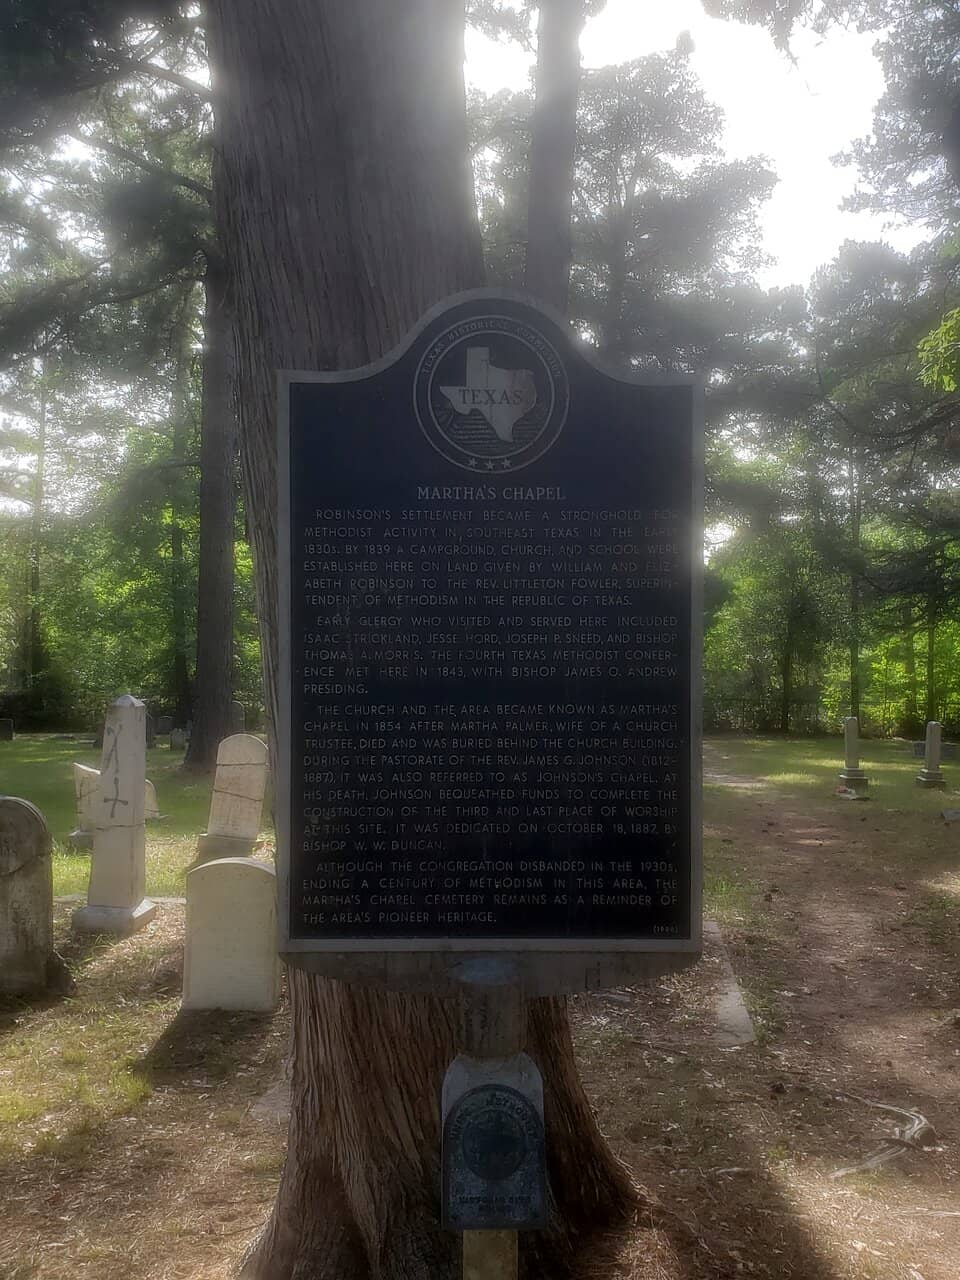 TEXAS HISTORICAL COMMISSION
TEXAS
MARTHA'S CHAPEL
ROBINSON'S SETTLEMENT BECAME A STRONGHOLD FOR
METHODIST ACTIVITY IN SOUTHEAST TEXAS IN THE EARLY
1830s. BY 1839 A CAMPGROUND, CHURCH, AND SCHOOL WERE
ESTABLISHED HERE ON LAND GIVEN BY WILLIAM AND ELIZ-
ABETH ROBINSON TO THE REV. LITTLETON FOWLER, SUPERIN-
TENDENT OF METHODISM IN THE REPUBLIC OF TEXAS.
EARLY CLERGY WHO VISITED AND SERVED HERE INCLUDED
ISAAC STRICKLAND, JESSE HORD, JOSEPH P. SNEED, AND BISHOP
THOMAS A. MORRIS. THE FOURTH TEXAS METHODIST CONFER-
ENCE MET HERE IN 1843, WITH BISHOP JAMES O. ANDREW
PRESIDING.
THE CHURCH AND THE AREA BECAME KNOWN AS MARTHA'S
CHAPEL IN 1854 AFTER MARTHA PALMER, WIFE OF A CHURCH
TRUSTEE, DIED AND WAS BURIED BEHIND THE CHURCH BUILDING.
DURING THE PASTORATE OF THE REV. JAMES G. JOHNSON (1812-
1887), IT WAS ALSO REFERRED TO AS JOHNSON'S CHAPEL. AT
HIS DEATH, JOHNSON BEQUEATHED FUNDS TO COMPLETE THE
CONSTRUCTION OF THE THIRD AND LAST PLACE OF WORSHIP
AT THIS SITE. IT WAS DEDICATED ON OCTOBER 18, 1887, BY
BISHOP W. W. DUNCAN.
ALTHOUGH THE CONGREGATION DISBANDED IN THE 1930s,
ENDING A CENTURY OF METHODISM IN THIS AREA, THE
MARTHA'S CHAPEL CEMETERY REMAINS AS A REMINDER OF
THE AREA'S PIONEER HERITAGE.
METHODIST
HISTORIC SITE